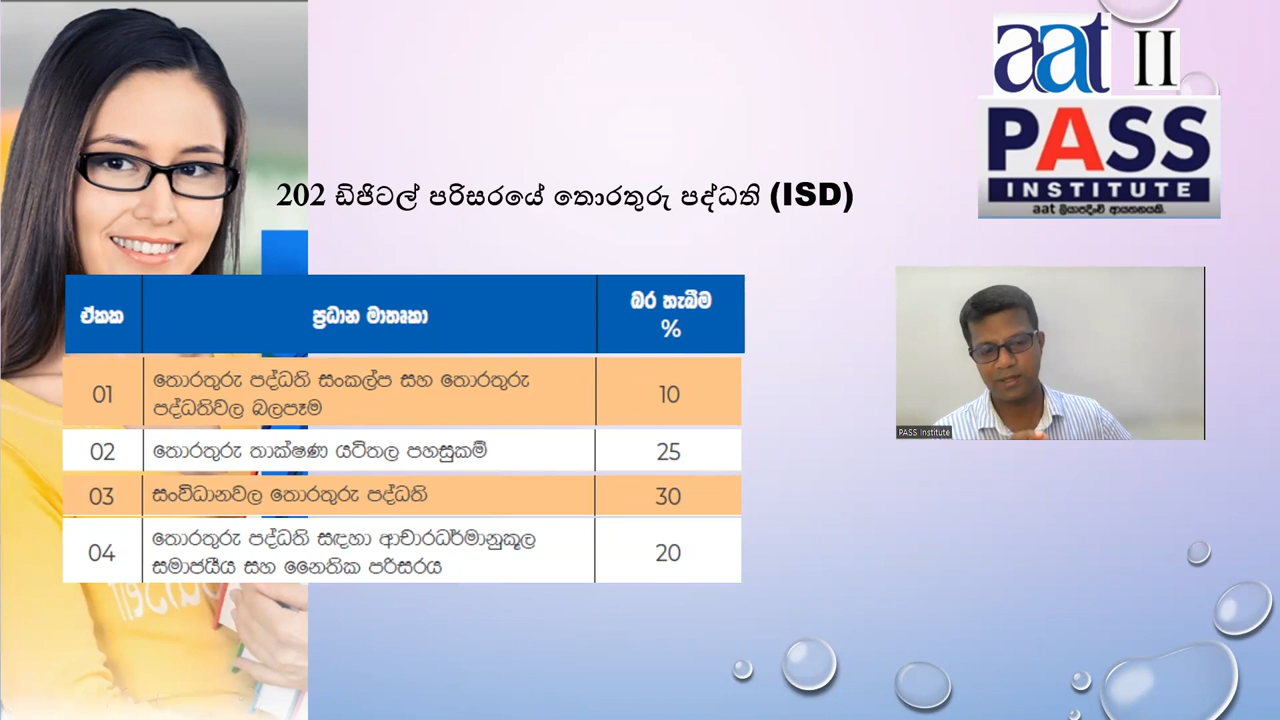 aat II
PASS
INSTITUTE
aat ලියාපදිංචි ආයතනයකි.
202 ඩිජිටල් පරිසරයේ තොරතුරු පද්ධති (ISD)
ඒකක
ප්‍රධාන මාතෘකා
බර තැබීම
%
01
තොරතුරු පද්ධති සංකල්ප සහ තොරතුරු
පද්ධතිවල බලපෑම
10
02
තොරතුරු තාක්ෂණ යටිතල පහසුකම්
25
03
සංවිධානවල තොරතුරු පද්ධති
30
04
තොරතුරු පද්ධති සඳහා ආචාරධර්මානුකූල
සමාජයීය සහ නෛතික පරිසරය
20
PASS Institute